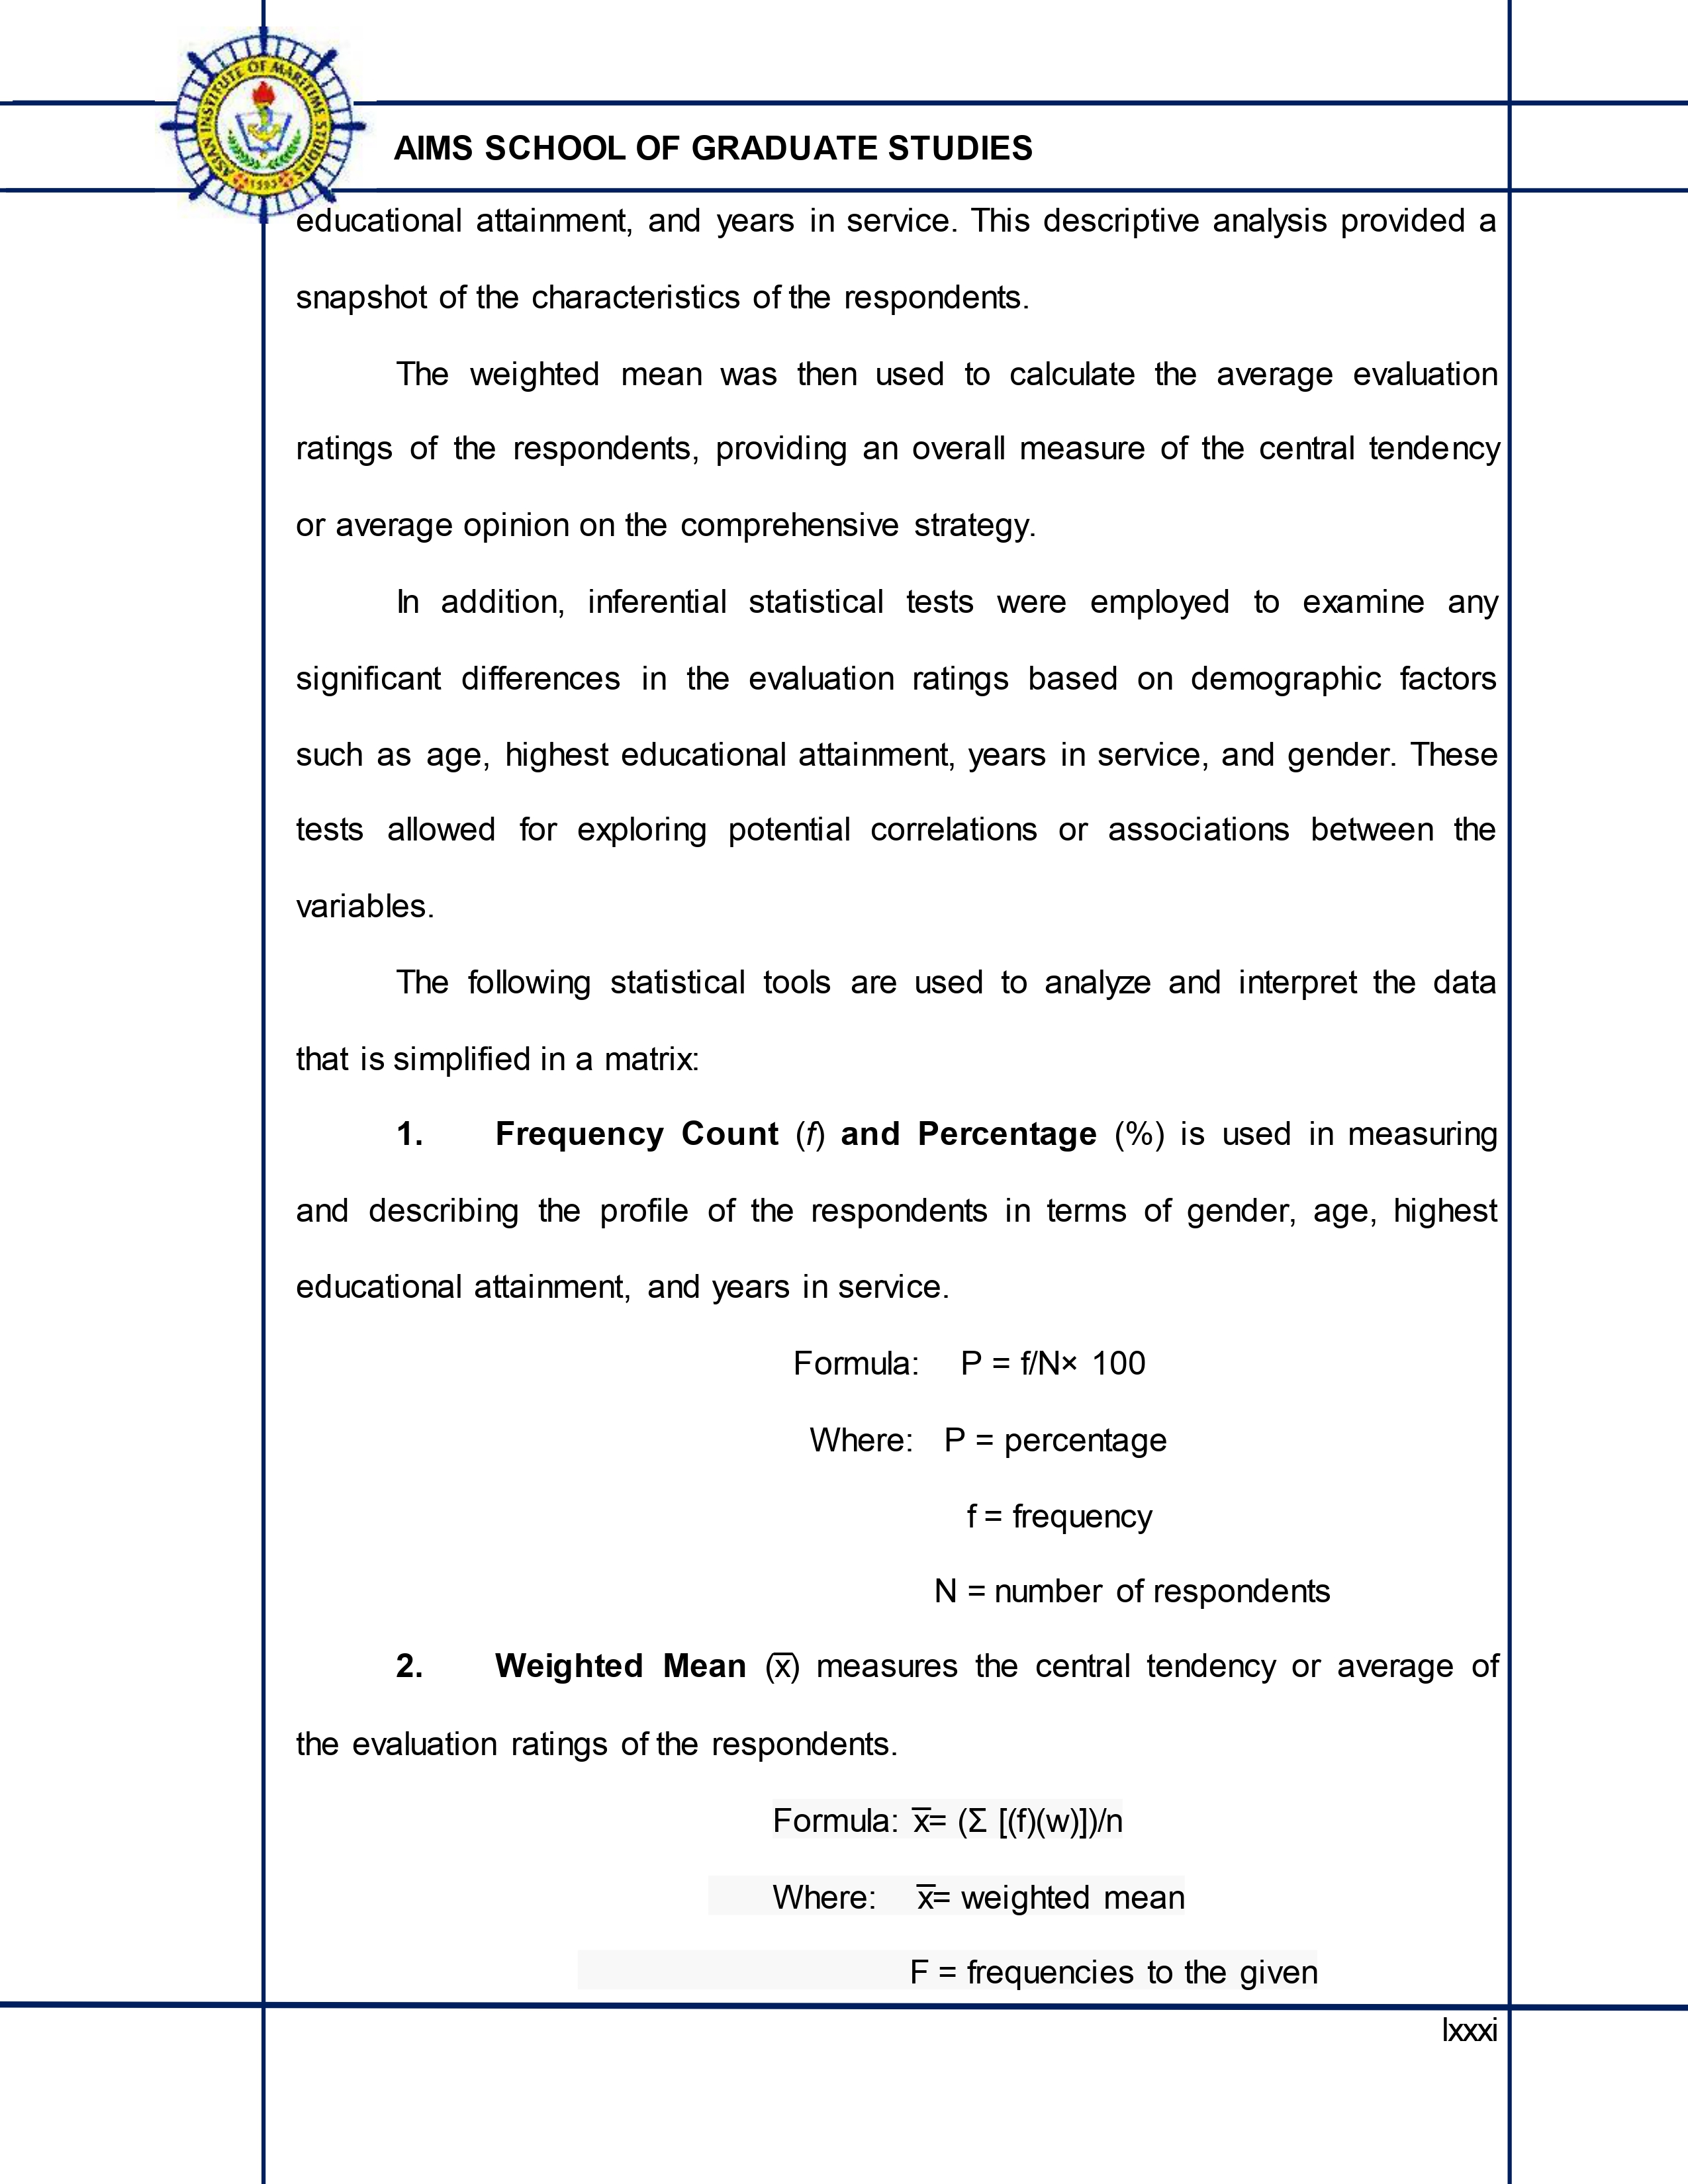 ASIAN INSTITUTE OF MARITIME STUDIES
1993
AIMS SCHOOL OF GRADUATE STUDIES
educational attainment, and years in service. This descriptive analysis provided a
snapshot of the characteristics of the respondents.
The weighted mean was then used to calculate the average evaluation
ratings of the respondents, providing an overall measure of the central tendency
or average opinion on the comprehensive strategy.
In addition, inferential statistical tests were employed to examine any
significant differences in the evaluation ratings based on demographic factors
such as age, highest educational attainment, years in service, and gender. These
tests allowed for exploring potential correlations or associations between the
variables.
The following statistical tools are used to analyze and interpret the data
that is simplified in a matrix:
1. Frequency Count (f) and Percentage (%) is used in measuring
and describing the profile of the respondents in terms of gender, age, highest
educational attainment, and years in service.
Formula: P = f/N× 100
Where: P = percentage
f = frequency
N = number of respondents
2. Weighted Mean (x̅) measures the central tendency or average of
the evaluation ratings of the respondents.
Formula: x̅= (Σ [(f)(w)])/n
Where: x̅= weighted mean
F = frequencies to the given
lxxxi